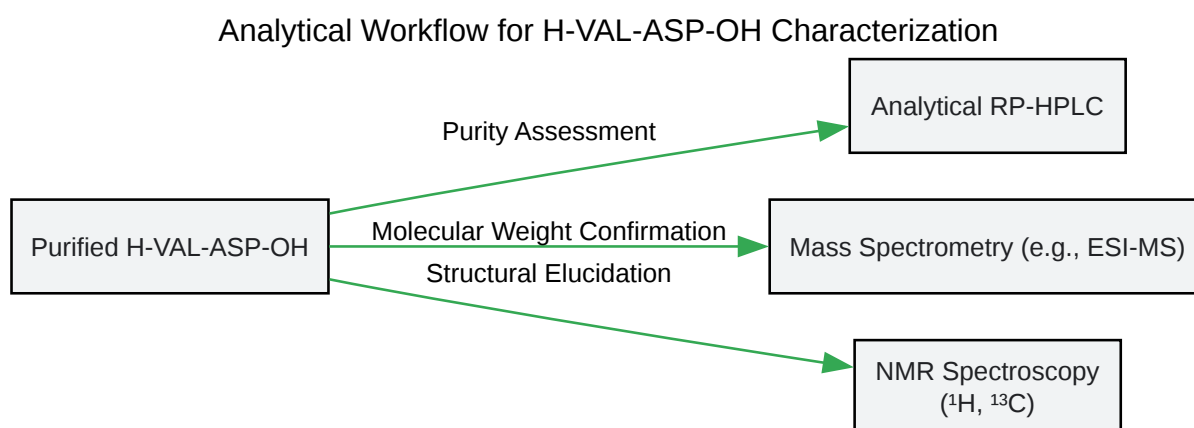 Analytical Workflow for H-VAL-ASP-OH Characterization
Analytical RP-HPLC
Purity Assessment
Purified H-VAL-ASP-OH
Molecular Weight Confirmation
Mass Spectrometry (e.g., ESI-MS)
Structural Elucidation
NMR Spectroscopy
(¹H, ¹³C)